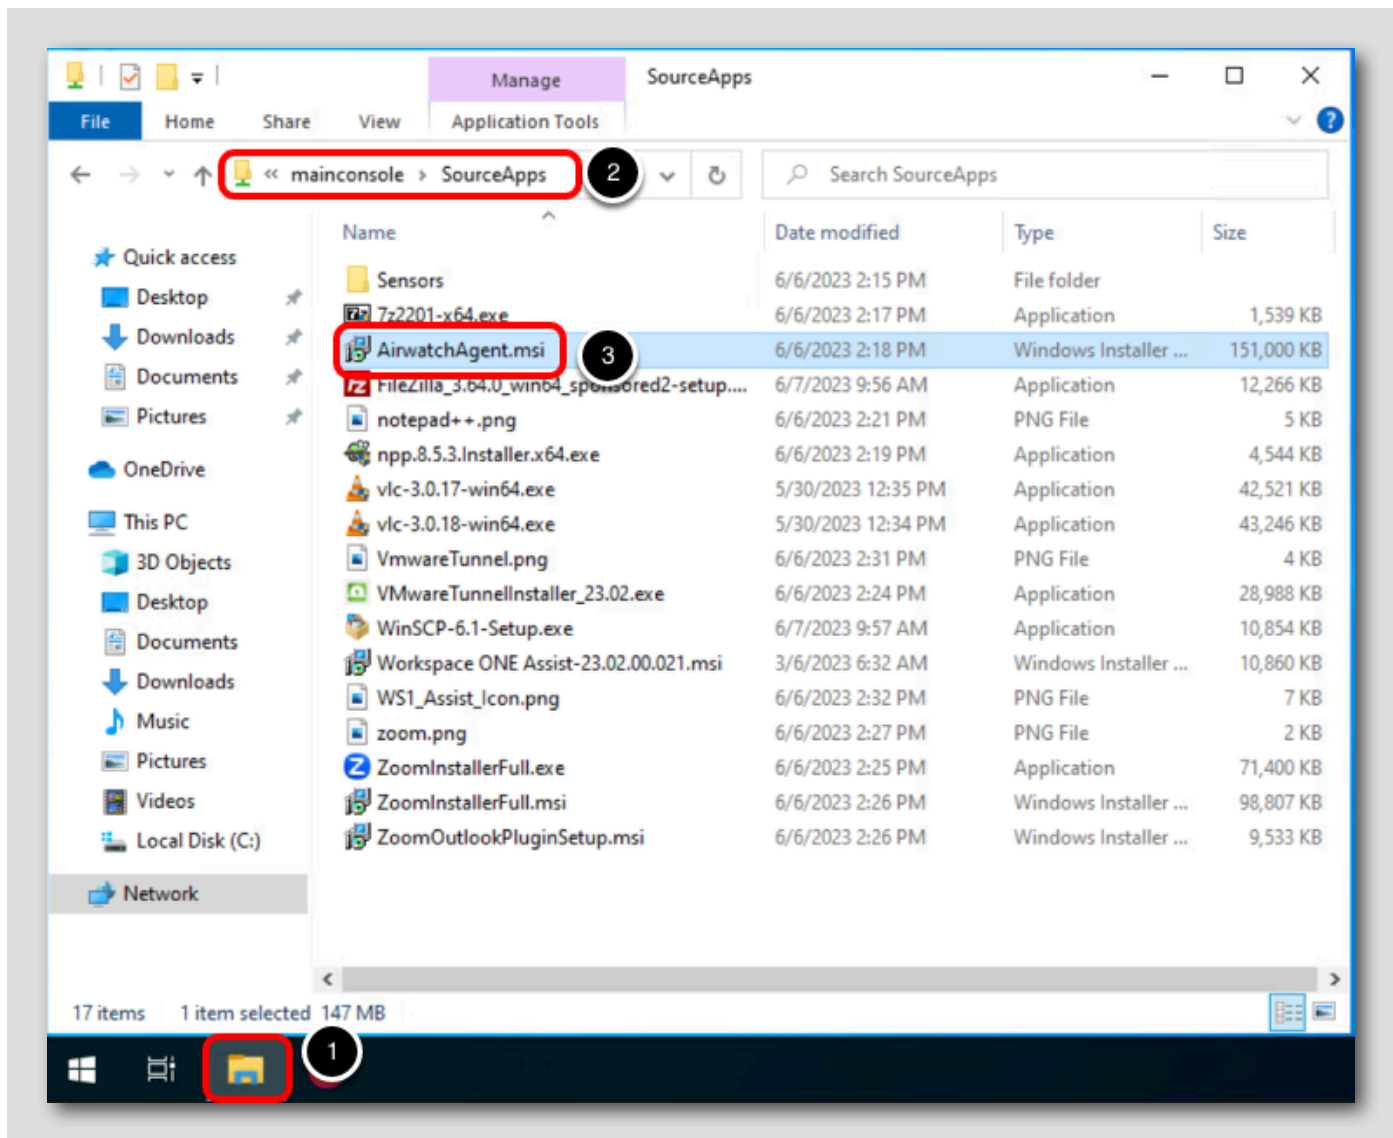 Manage
SourceApps
File
Home
Share
View
Application Tools
?
« mainconsole › SourceApps
2
Search SourceApps
Name
Date modified
Type
Size
Quick access
Desktop
Downloads
Documents
Pictures
OneDrive
This PC
3D Objects
Desktop
Documents
Downloads
Music
Pictures
Videos
Local Disk (C:)
Network
Sensors 6/6/2023 2:15 PM File folder
7z2201-x64.exe 6/6/2023 2:17 PM Application 1,539 KB
AirwatchAgent.msi 3 6/6/2023 2:18 PM Windows Installer ... 151,000 KB
FileZilla_3.64.0_win64_sponsored2-setup.... 6/7/2023 9:56 AM Application 12,266 KB
notepad++.png 6/6/2023 2:21 PM PNG File 5 KB
npp.8.5.3.Installer.x64.exe 6/6/2023 2:19 PM Application 4,544 KB
vlc-3.0.17-win64.exe 5/30/2023 12:35 PM Application 42,521 KB
vlc-3.0.18-win64.exe 5/30/2023 12:34 PM Application 43,246 KB
VmwareTunnel.png 6/6/2023 2:31 PM PNG File 4 KB
VMwareTunnelInstaller_23.02.exe 6/6/2023 2:24 PM Application 28,988 KB
WinSCP-6.1-Setup.exe 6/7/2023 9:57 AM Application 10,854 KB
Workspace ONE Assist-23.02.00.021.msi 3/6/2023 6:32 AM Windows Installer ... 10,860 KB
WS1_Assist_Icon.png 6/6/2023 2:32 PM PNG File 7 KB
zoom.png 6/6/2023 2:27 PM PNG File 2 KB
ZoomInstallerFull.exe 6/6/2023 2:25 PM Application 71,400 KB
ZoomInstallerFull.msi 6/6/2023 2:26 PM Windows Installer ... 98,807 KB
ZoomOutlookPluginSetup.msi 6/6/2023 2:26 PM Windows Installer ... 9,533 KB
17 items
1 item selected 147 MB
1